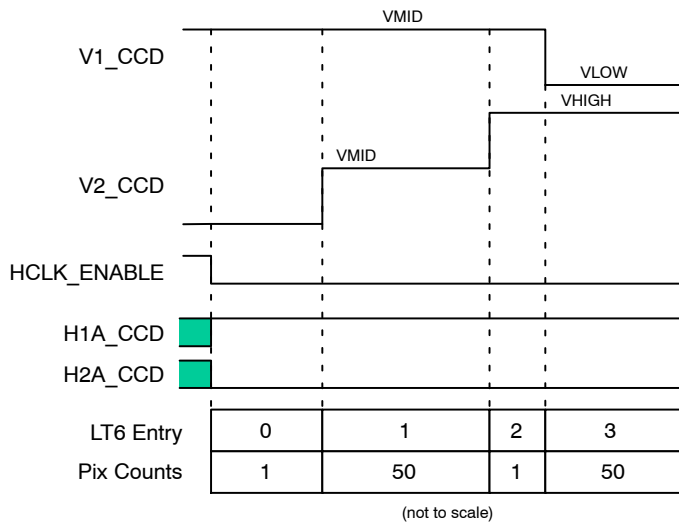 VMID
V1_CCD
VLOW
VHIGH
VMID
V2_CCD
HCLK_ENABLE
H1A_CCD
H2A_CCD
LT6 Entry 0 1 2 3
Pix Counts 1 50 1 50
(not to scale)